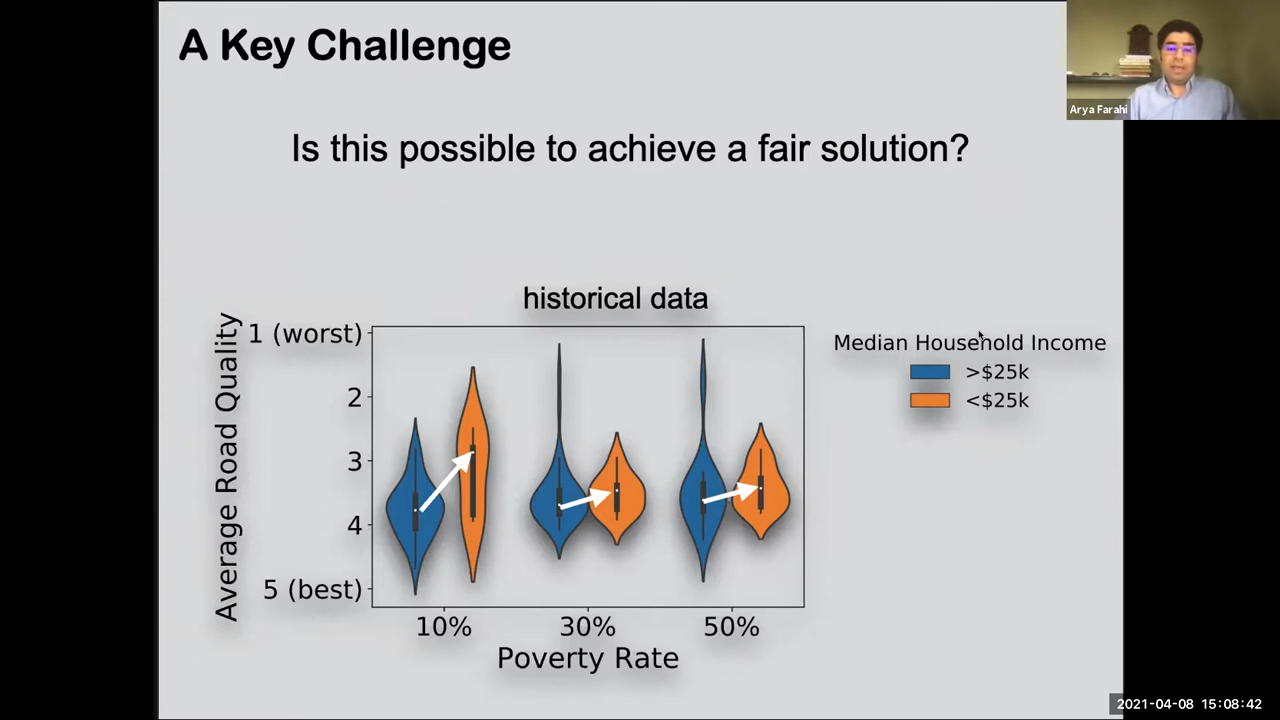 A Key Challenge
Arya Farahi
Is this possible to achieve a fair solution?
historical data
Average Road Quality
1 (worst)
2
3
4
5 (best)
10%
30%
50%
Poverty Rate
Median Household Income
>$25k
<$25k
2021-04-08 15:08:42